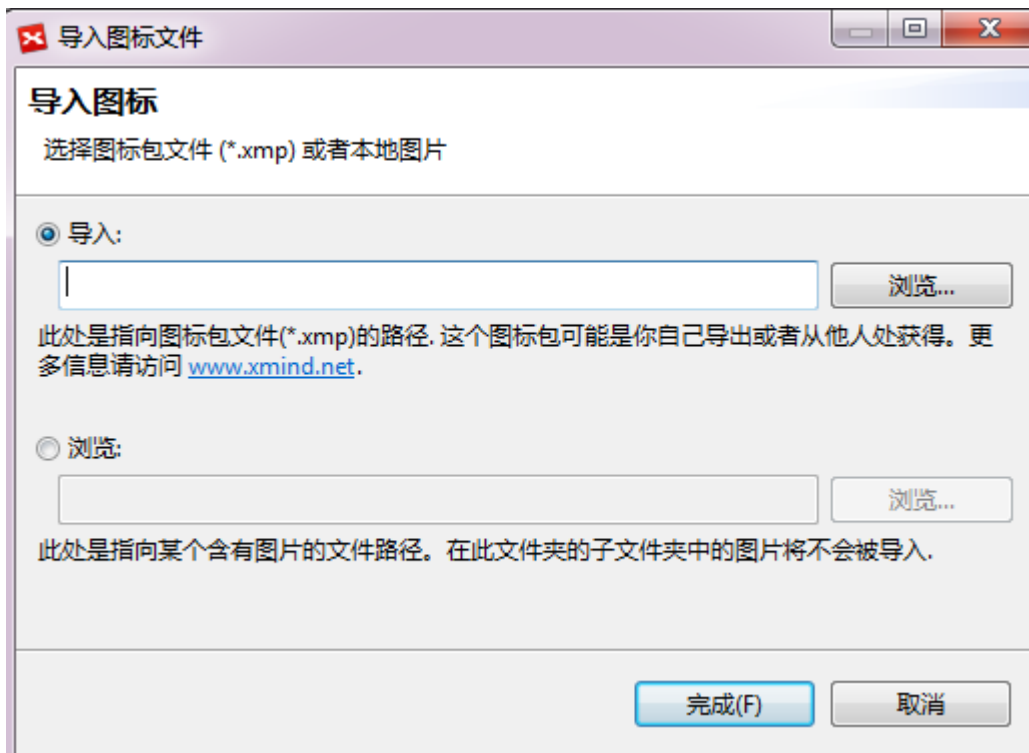 导入图标文件
导入图标
选择图标包文件 (*.xmp) 或者本地图片
导入:
浏览...
此处是指向图标包文件(*.xmp)的路径. 这个图标包可能是你自己导出或者从他人处获得。更
多信息请访问 www.xmind.net.
浏览:
浏览...
此处是指向某个含有图片的文件路径。在此文件夹的子文件夹中的图片将不会被导入.
完成(F)
取消